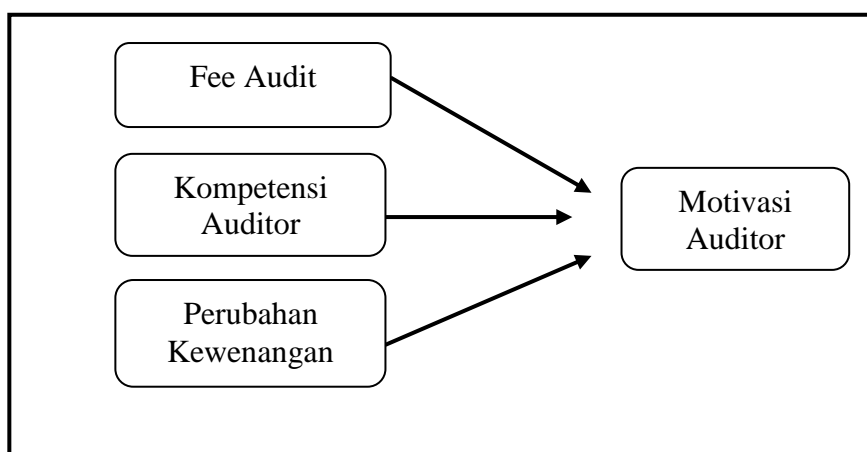 Fee Audit
Kompetensi
Auditor
Perubahan
Kewenangan
Motivasi
Auditor